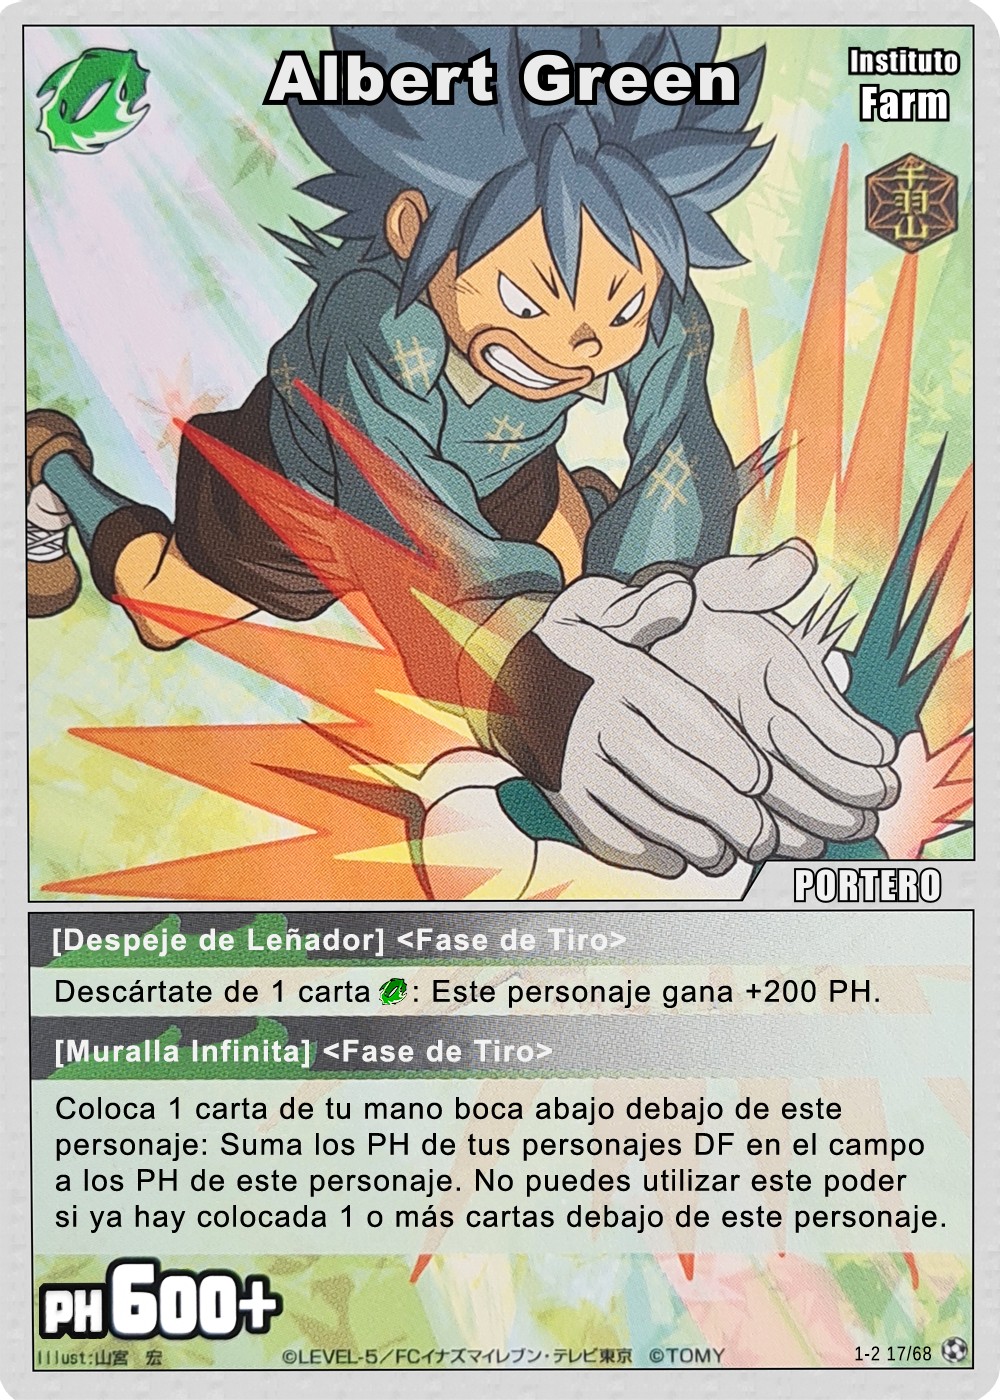 Albert Green
Instituto
Farm
千羽山
PORTERO
[Despeje de Leñador] <Fase de Tiro>
Descártate de 1 carta : Este personaje gana +200 PH.
[Muralla Infinita] <Fase de Tiro>
Coloca 1 carta de tu mano boca abajo debajo de este
personaje: Suma los PH de tus personajes DF en el campo
a los PH de este personaje. No puedes utilizar este poder
si ya hay colocada 1 o más cartas debajo de este personaje.
PH 600+
Illust:山宮 宏
©LEVEL-5/FCイナズマイレブン・テレビ東京 ©TOMY
1-2 17/68